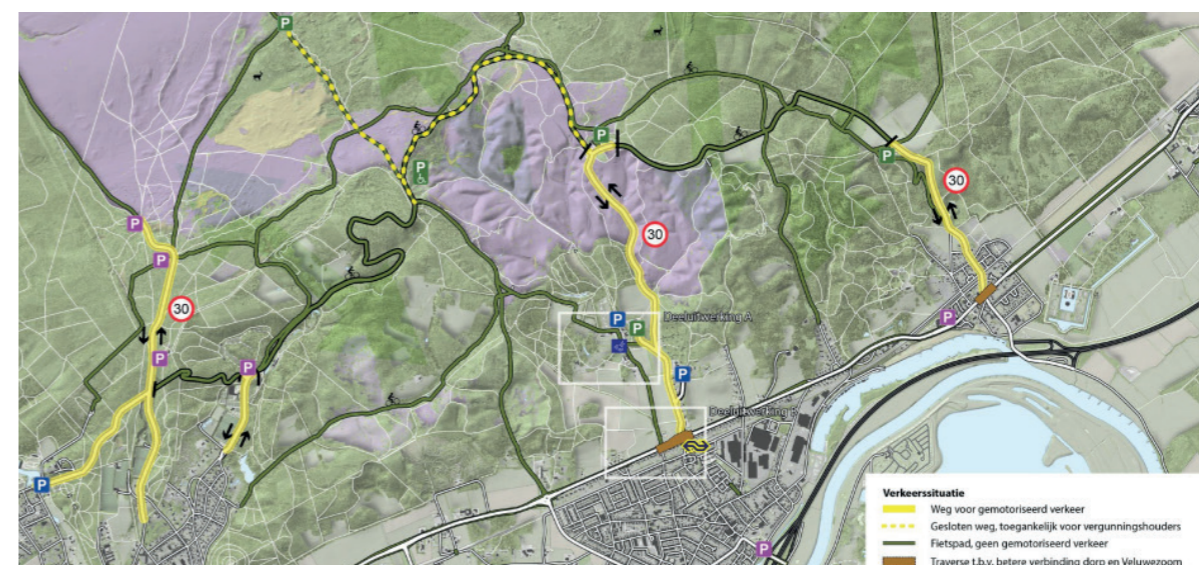 P
P
P
P
30
P
P
30
P
30
P
Deeluitwerking A
P
P
P
P
P
Deeluitwerking B
P
P
Verkeerssituatie
Weg voor gemotoriseerd verkeer
Gesloten weg, toegankelijk voor vergunningshouders
Fietspad, geen gemotoriseerd verkeer
Traverse t.b.v. betere verbinding dorp en Veluwezoom